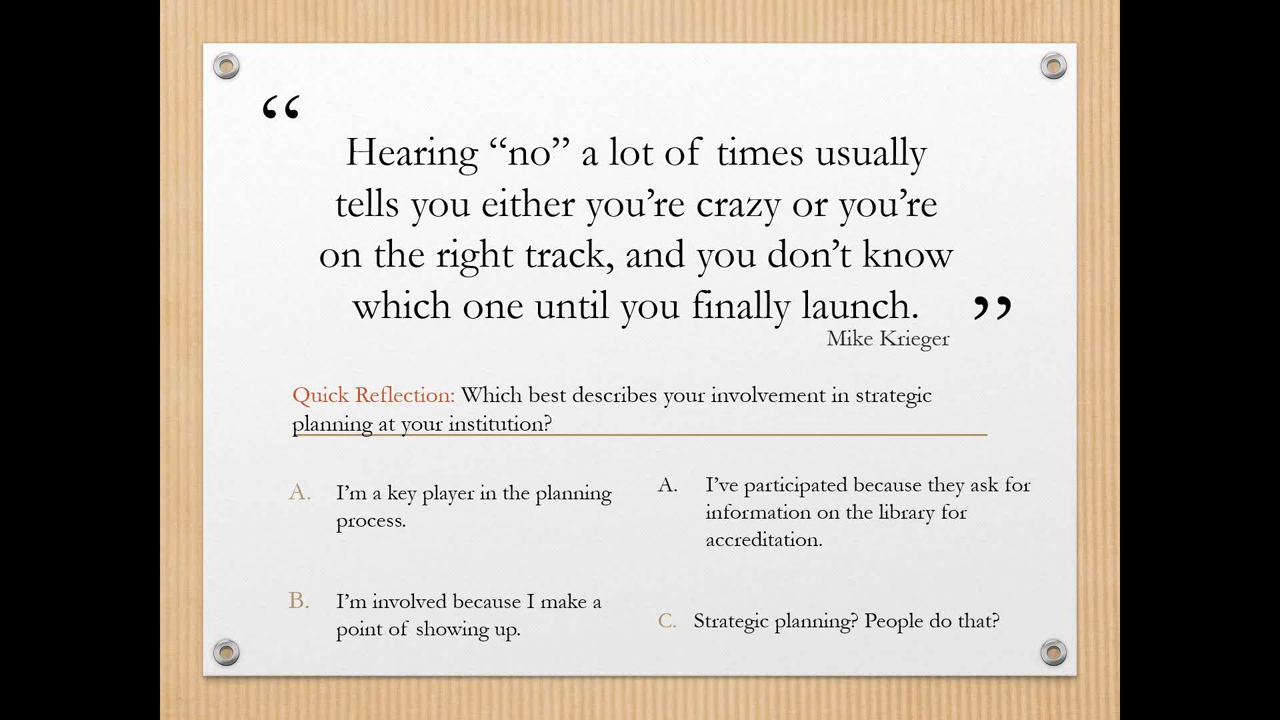 “
Hearing “no” a lot of times usually
tells you either you’re crazy or you’re
on the right track, and you don’t know
which one until you finally launch.
”
Mike Krieger
Quick Reflection: Which best describes your involvement in strategic
planning at your institution?
A. I’m a key player in the planning
process.
B. I’m involved because I make a
point of showing up.
A. I’ve participated because they ask for
information on the library for
accreditation.
C. Strategic planning? People do that?